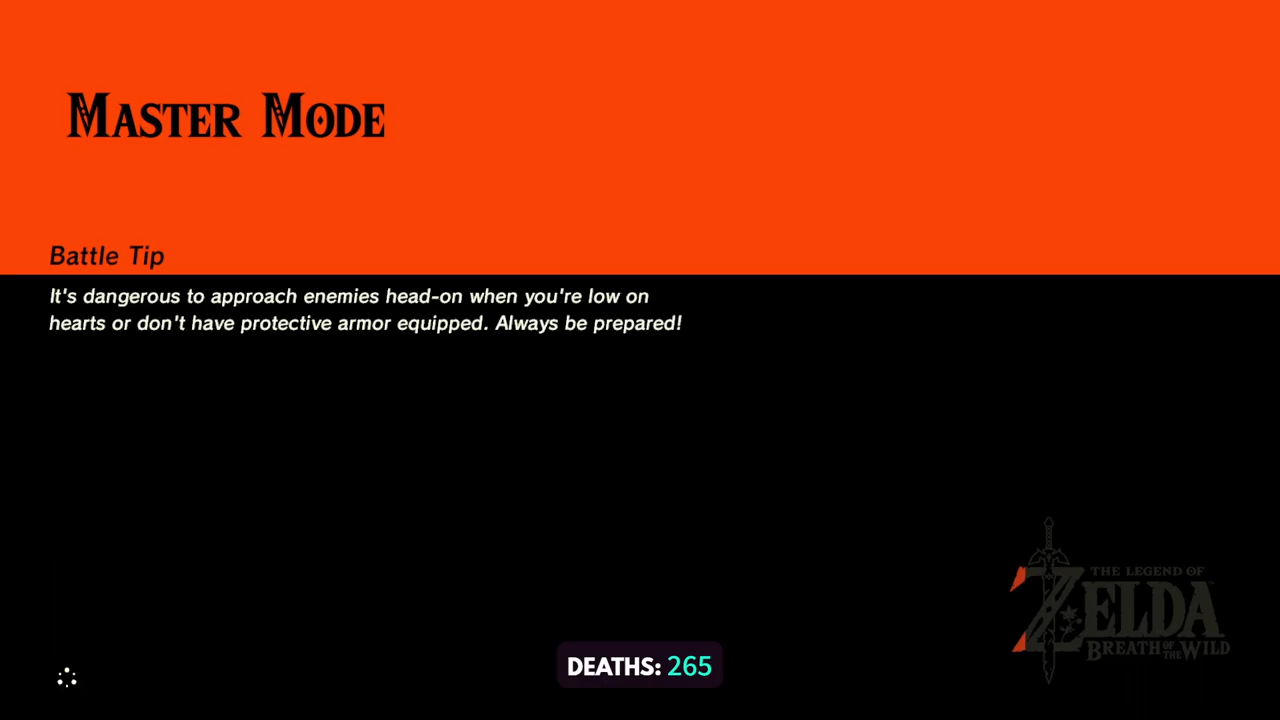 MASTER MODE
Battle Tip
It's dangerous to approach enemies head-on when you're low on
hearts or don't have protective armor equipped. Always be prepared!
THE LEGEND OF
ZELDA
BREATH OF THE WILD
DEATHS: 265